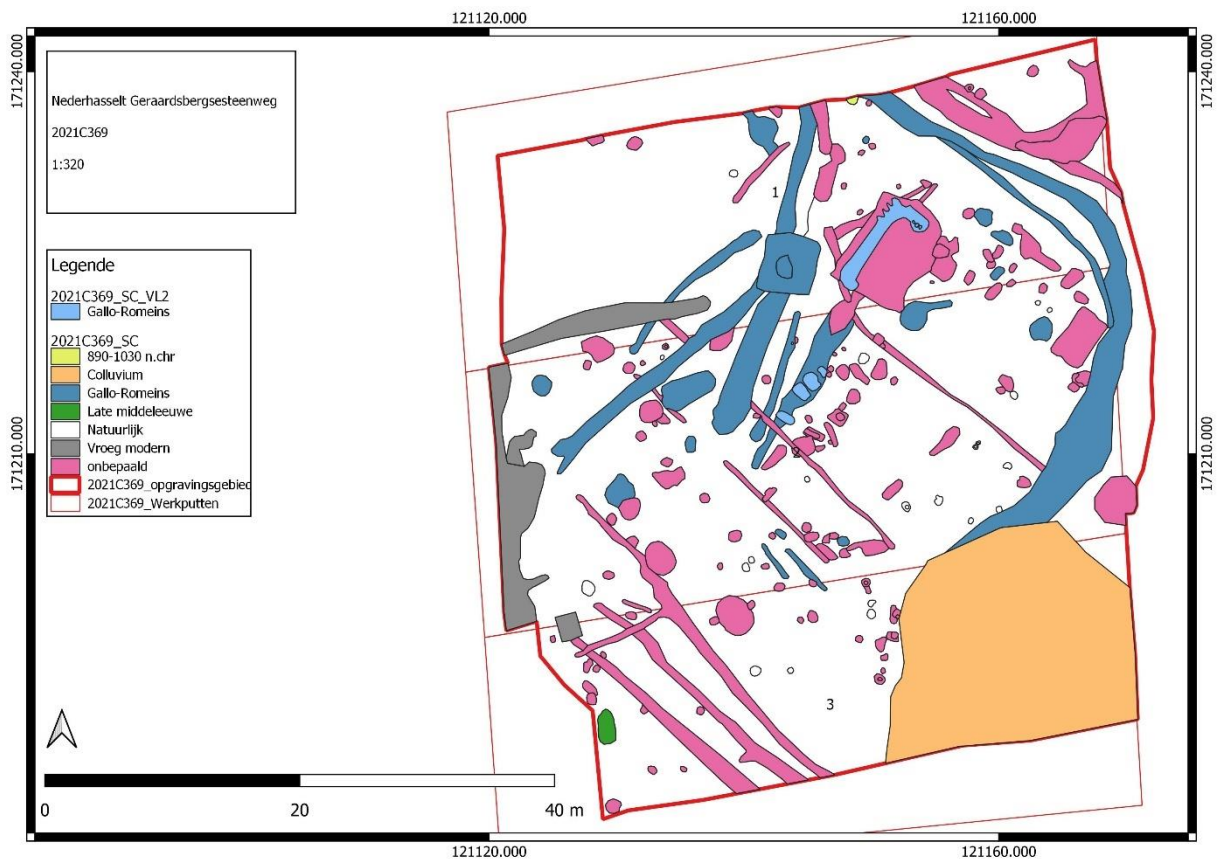 121120.000
121160.000
171240.000
171240.000
Nederhasselt Geraardsbergsesteenweg
2021C369
1:320
1
Legende
2021C369_SC_VL2
Gallo-Romeins
2021C369_SC
890-1030 n.chr
Colluvium
Gallo-Romeins
Late middeleeuwe
Natuurlijk
Vroeg modern
onbepaald
2021C369_opgravingsgebied
2021C369_Werkputten
171210.000
171210.000
2
3
0
20
40 m
121120.000
121160.000